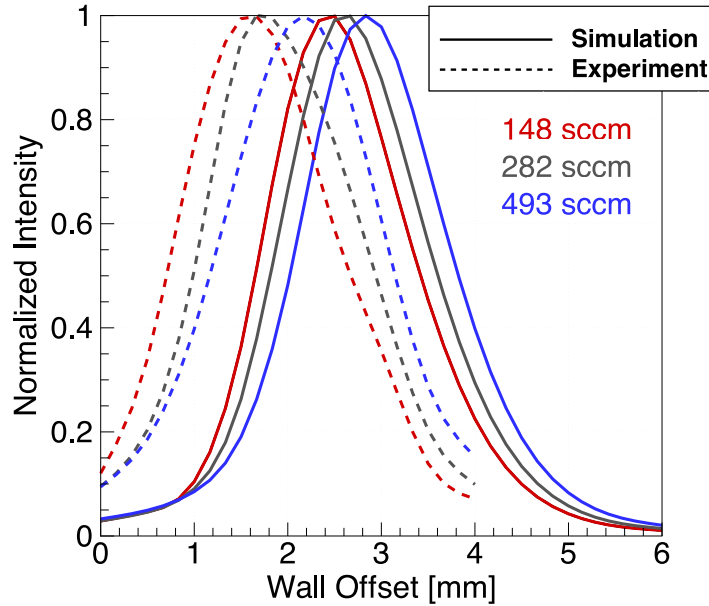 Normalized Intensity
1
0.8
0.6
0.4
0.2
0
0 1 2 3 4 5 6
Wall Offset [mm]
Simulation
Experiment
148 sccm
282 sccm
493 sccm